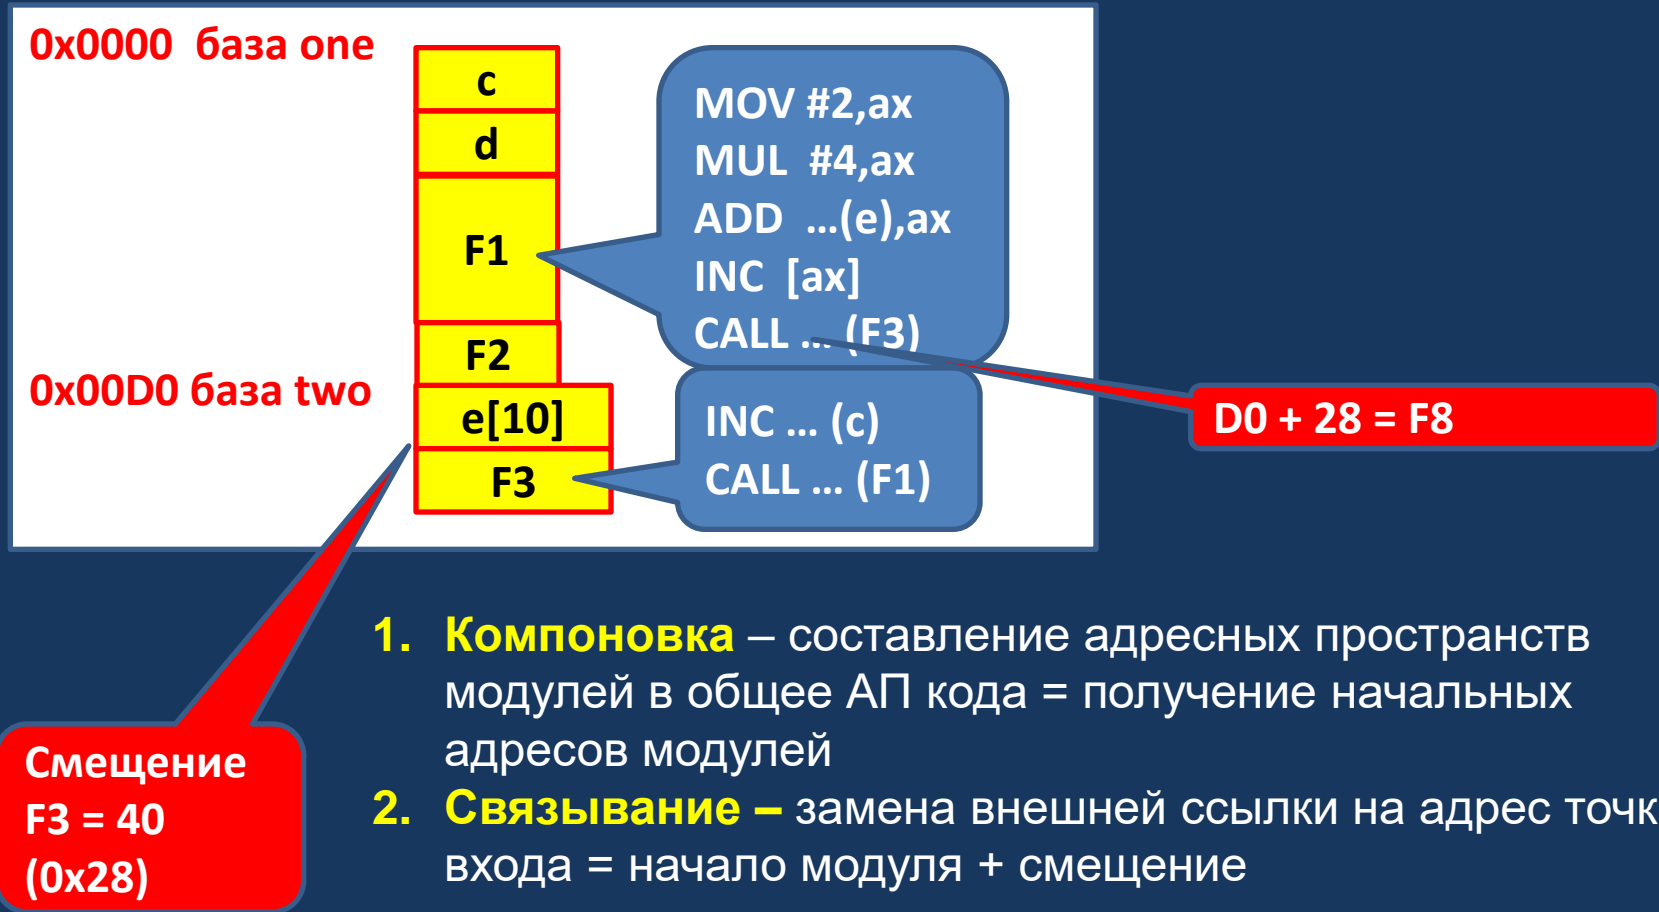 0x0000 база one
c
d
F1
F2
0x00D0 база two
e[10]
F3
MOV #2,ax
MUL #4,ax
ADD ...(e),ax
INC [ax]
CALL ... (F3)
INC ... (c)
CALL ... (F1)
D0 + 28 = F8
Смещение
F3 = 40
(0x28)
1. Компоновка – составление адресных пространств
модулей в общее АП кода = получение начальных
адресов модулей
2. Связывание – замена внешней ссылки на адрес точк
входа = начало модуля + смещение